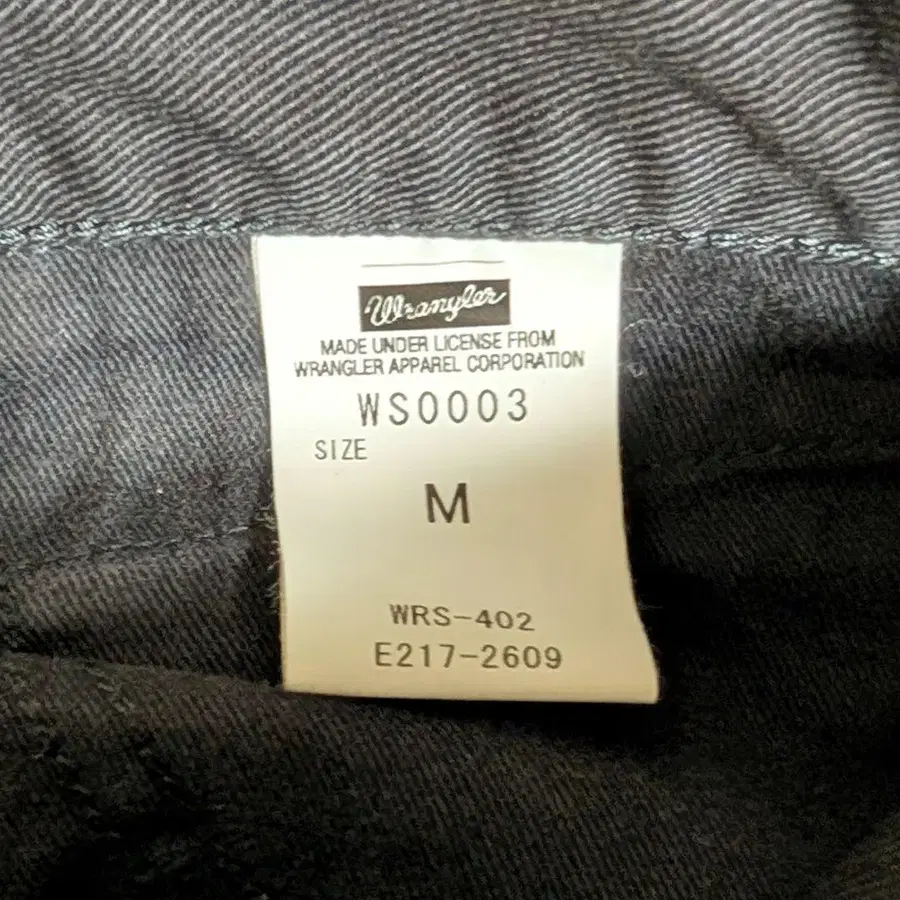 Wrangler
MADE UNDER LICENSE FROM
WRANGLER APPAREL CORPORATION
WS0003
SIZE
M
WRS-402
E217-2609